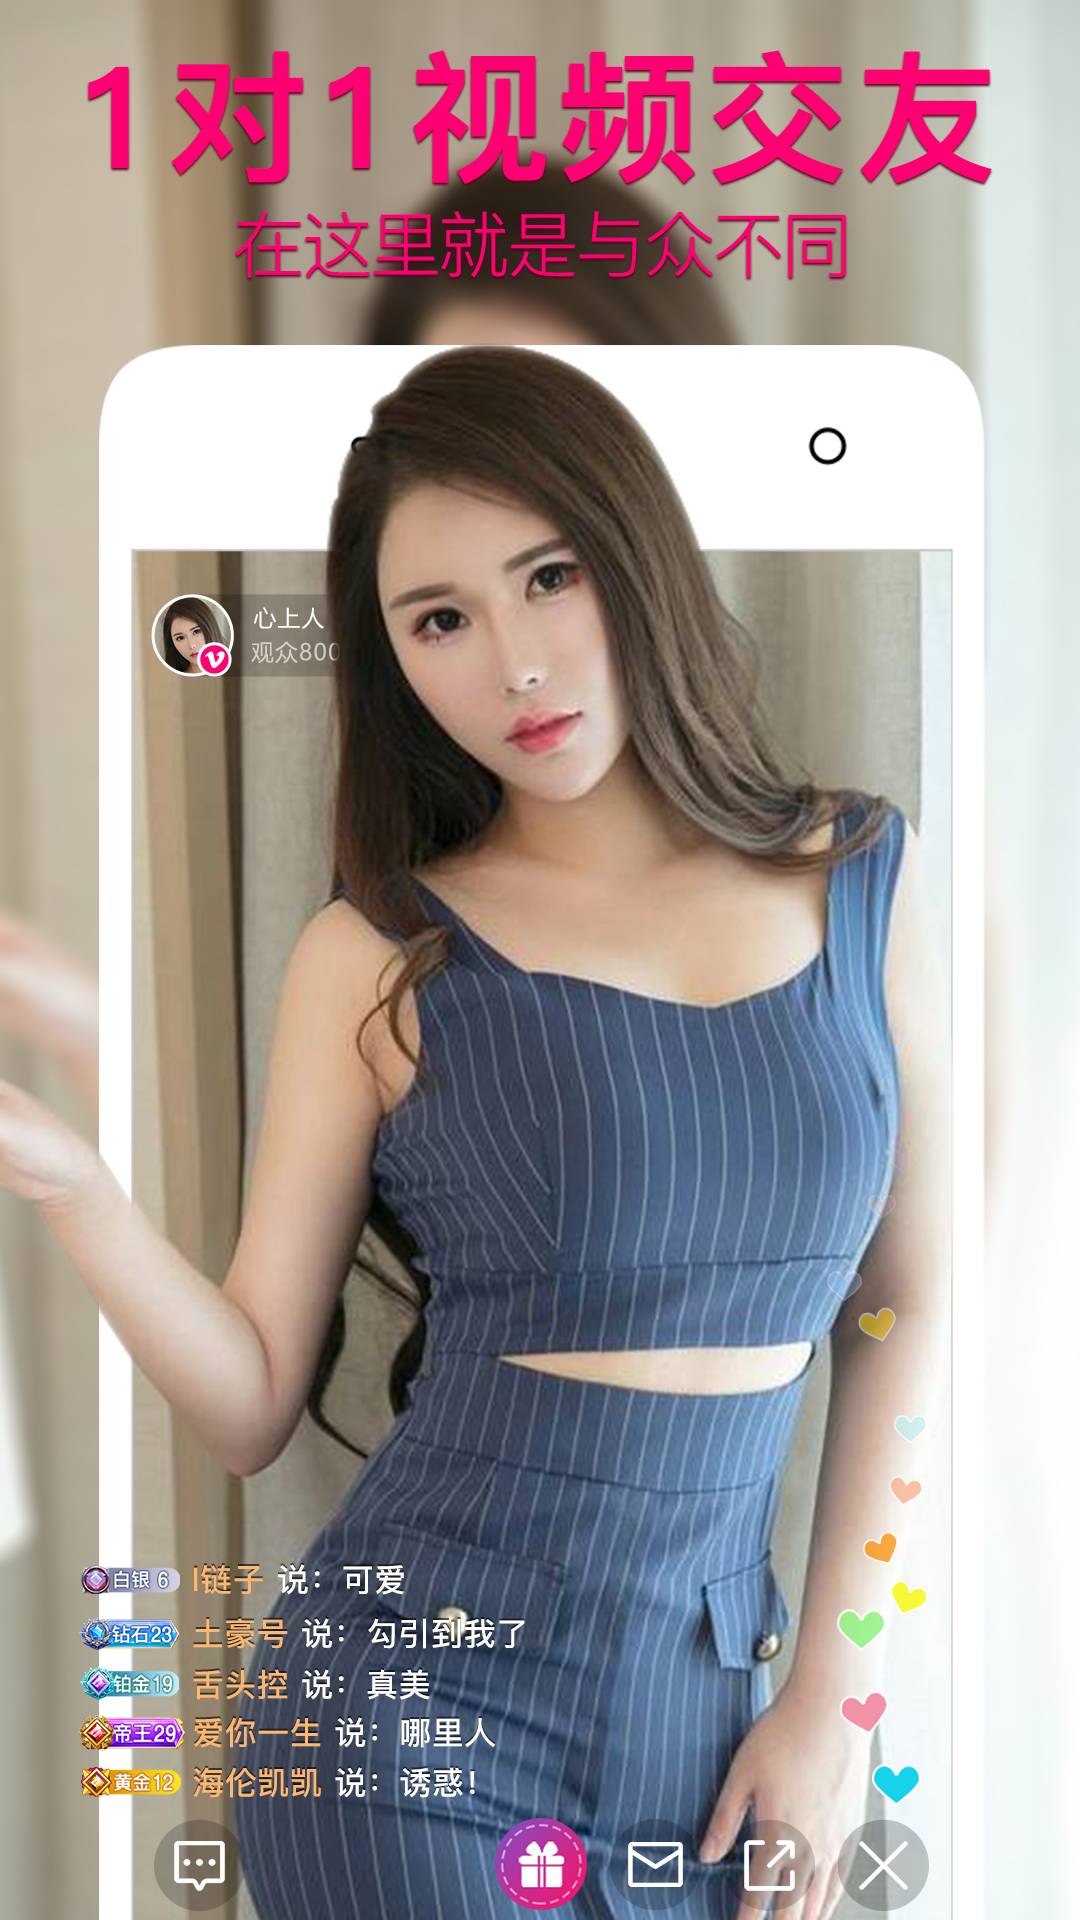 1对1视频交友
在这里就是与众不同
心上人
观众800
白银 6 I链子 说：可爱
钻石23 土豪号 说：勾引到我了
铂金19 舌头控 说：真美
帝王29 爱你一生 说：哪里人
黄金12 海伦凯凯 说：诱惑！